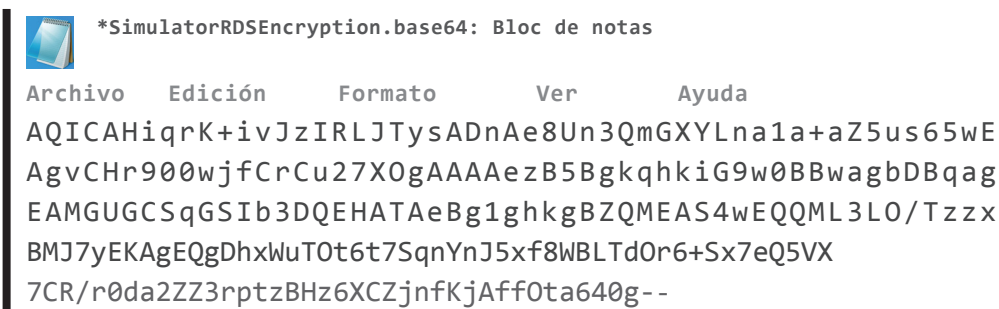 *SimulatorRDSEncryption.base64: Bloc de notas
Archivo Edición Formato Ver Ayuda
AQICAHiqrK+ivJzIRLJTysADnAe8Un3QmGXYLna1a+aZ5us65wE
AgvCHr900wjfCrCu27XOgAAAAezB5BgkqhkiG9w0BBwagbDBqag
EAMGUGCSqGSIb3DQEHATAeBg1ghkgBZQMEAS4wEQQML3LO/Tzzx
BMJ7yEKAgEQgDhxWuTOt6t7SqnYnJ5xf8WBLTdOr6+Sx7eQ5VX
7CR/r0da2ZZ3rptzBHz6XCZjnfKjAffOta640g--